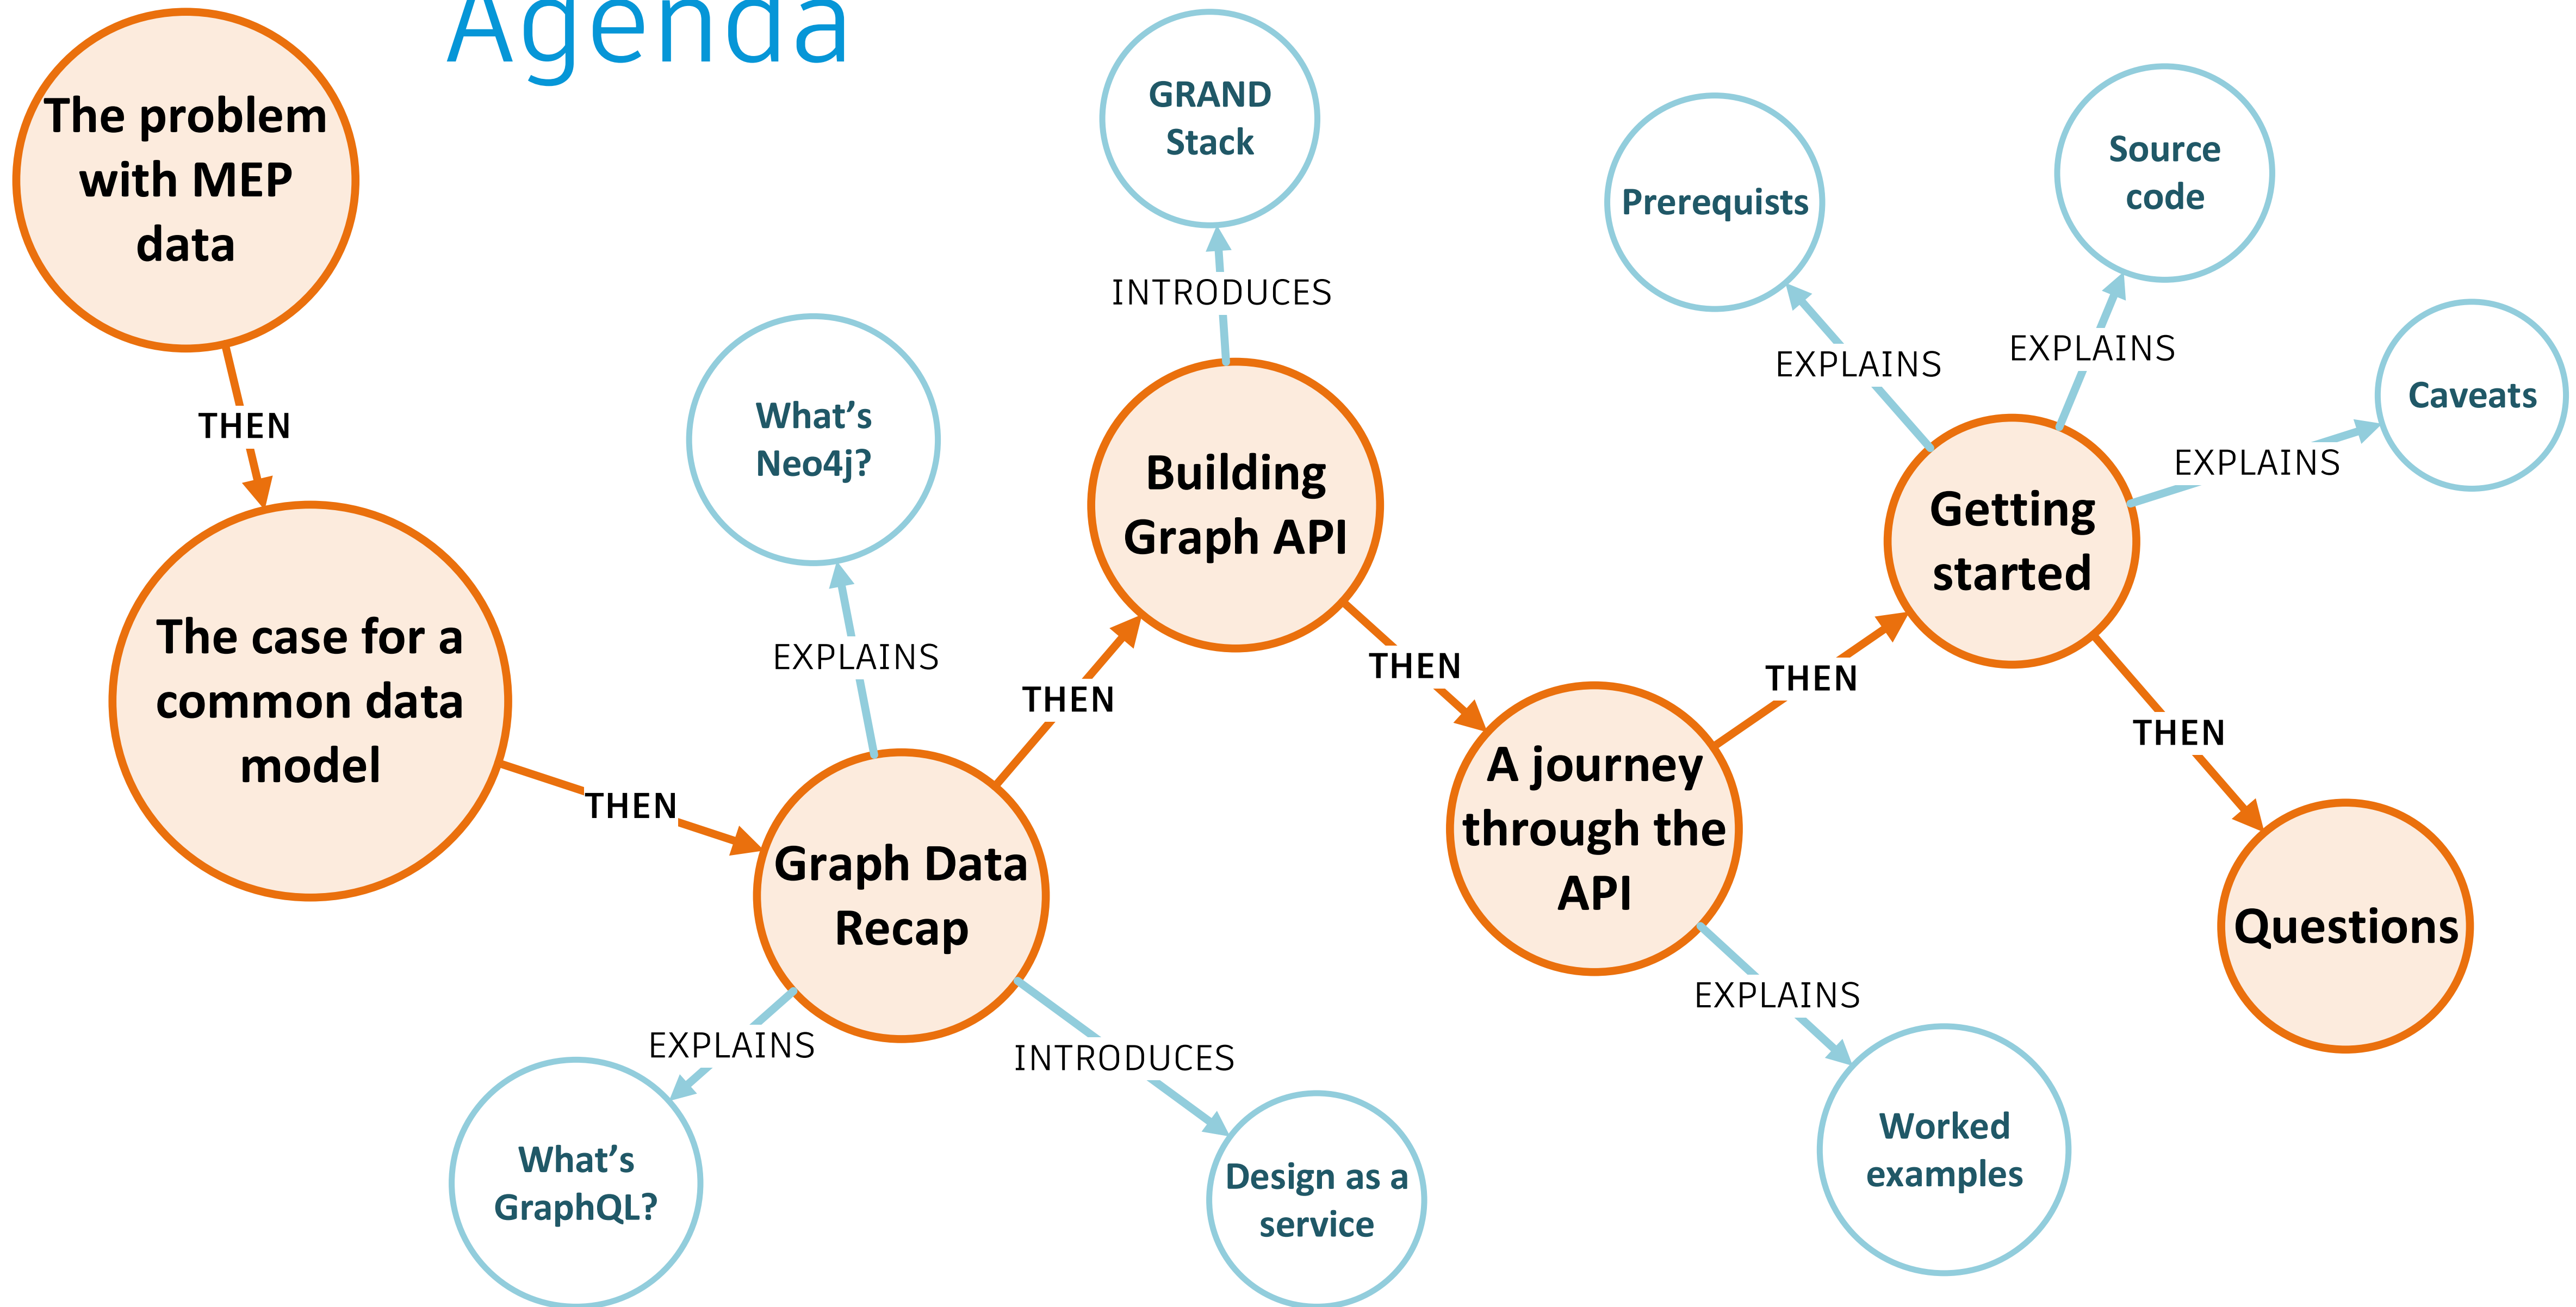 Agenda
The problem
with MEP
data
THEN
The case for a
common data
model
THEN
Graph Data
Recap
EXPLAINS
What's
Neo4j?
EXPLAINS
What's
GraphQL?
INTRODUCES
Design as a
service
THEN
Building
Graph API
INTRODUCES
GRAND
Stack
THEN
A journey
through the
API
EXPLAINS
Worked
examples
THEN
Getting
started
EXPLAINS
Prerequists
EXPLAINS
Source
code
EXPLAINS
Caveats
THEN
Questions